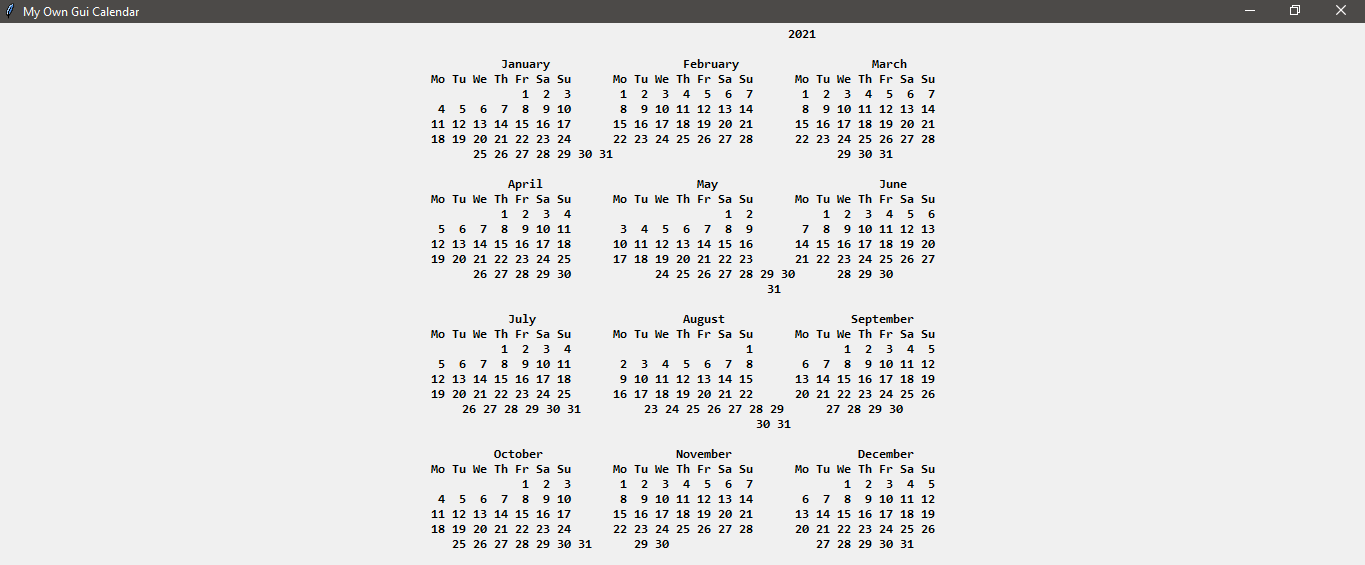 My Own Gui Calendar
2021
January February March
Mo Tu We Th Fr Sa Su Mo Tu We Th Fr Sa Su Mo Tu We Th Fr Sa Su
1 2 3 1 2 3 4 5 6 7 1 2 3 4 5 6 7
4 5 6 7 8 9 10 8 9 10 11 12 13 14 8 9 10 11 12 13 14
11 12 13 14 15 16 17 15 16 17 18 19 20 21 15 16 17 18 19 20 21
18 19 20 21 22 23 24 22 23 24 25 26 27 28 22 23 24 25 26 27 28
25 26 27 28 29 30 31 29 30 31
April May June
Mo Tu We Th Fr Sa Su Mo Tu We Th Fr Sa Su Mo Tu We Th Fr Sa Su
1 2 3 4 1 2 1 2 3 4 5 6
5 6 7 8 9 10 11 3 4 5 6 7 8 9 7 8 9 10 11 12 13
12 13 14 15 16 17 18 10 11 12 13 14 15 16 14 15 16 17 18 19 20
19 20 21 22 23 24 25 17 18 19 20 21 22 23 21 22 23 24 25 26 27
26 27 28 29 30 24 25 26 27 28 29 30 28 29 30
31
July August September
Mo Tu We Th Fr Sa Su Mo Tu We Th Fr Sa Su Mo Tu We Th Fr Sa Su
1 2 3 4 1 1 2 3 4 5
5 6 7 8 9 10 11 2 3 4 5 6 7 8 6 7 8 9 10 11 12
12 13 14 15 16 17 18 9 10 11 12 13 14 15 13 14 15 16 17 18 19
19 20 21 22 23 24 25 16 17 18 19 20 21 22 20 21 22 23 24 25 26
26 27 28 29 30 31 23 24 25 26 27 28 29 27 28 29 30
30 31
October November December
Mo Tu We Th Fr Sa Su Mo Tu We Th Fr Sa Su Mo Tu We Th Fr Sa Su
1 2 3 1 2 3 4 5 6 7 1 2 3 4 5
4 5 6 7 8 9 10 8 9 10 11 12 13 14 6 7 8 9 10 11 12
11 12 13 14 15 16 17 15 16 17 18 19 20 21 13 14 15 16 17 18 19
18 19 20 21 22 23 24 22 23 24 25 26 27 28 20 21 22 23 24 25 26
25 26 27 28 29 30 31 29 30 27 28 29 30 31